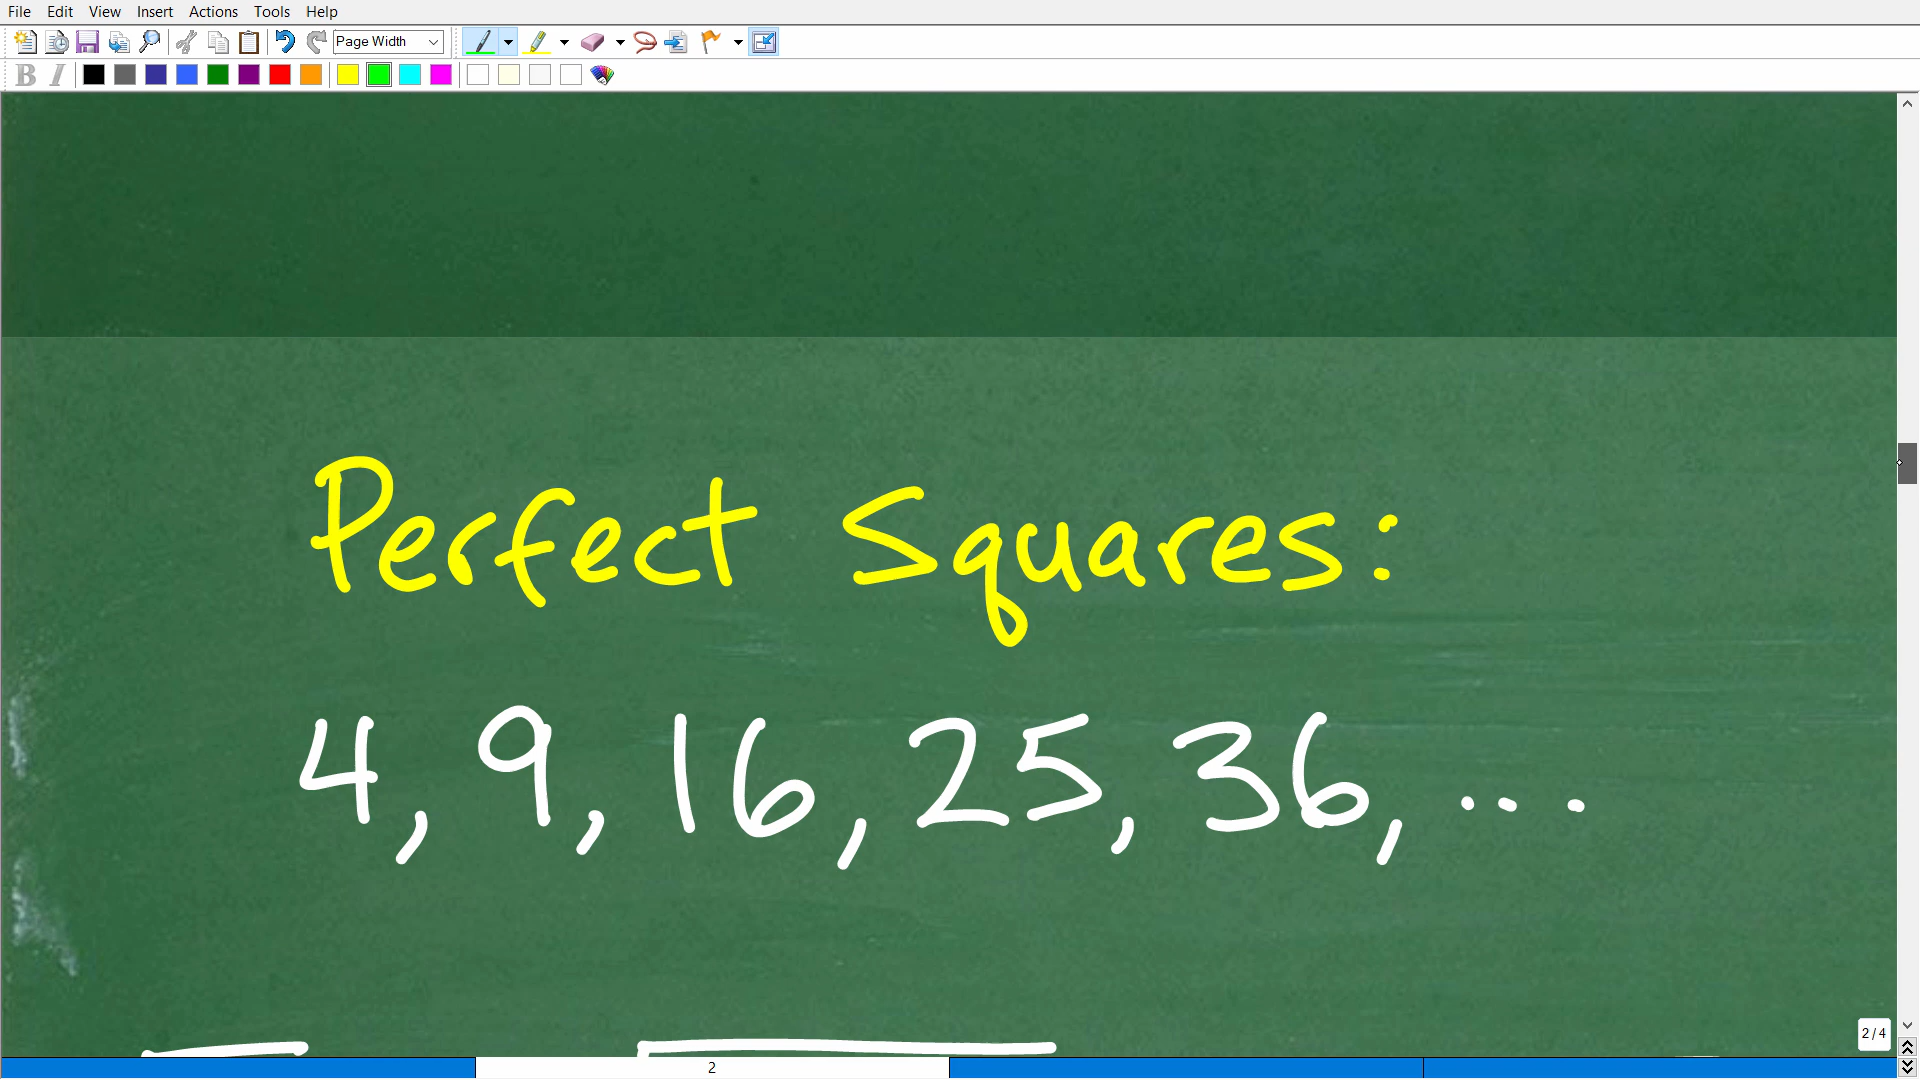 File Edit View Insert Actions Tools Help
Page Width
B I
Perfect Squares:
4, 9, 16, 25, 36, ...
2 / 4
2